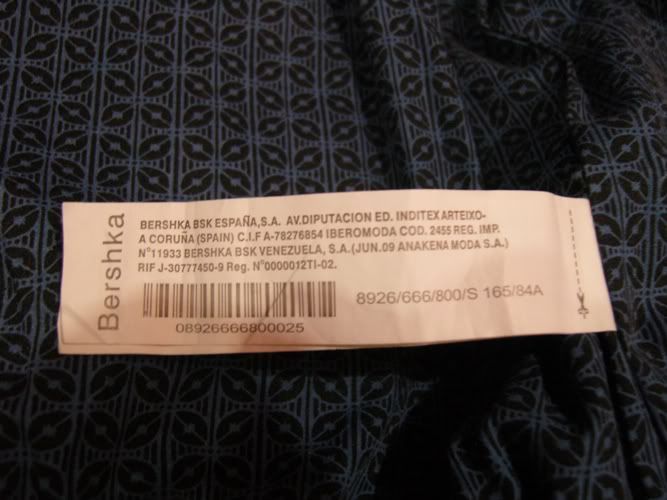 Bershka
BERSHKA BSK ESPAÑA,S.A. AV.DIPUTACION ED. INDITEX ARTEIXO-
A CORUÑA (SPAIN) C.I.F A-78276854 IBEROMODA COD. 2455 REG. IMP.
N°11933 BERSHKA BSK VENEZUELA, S.A.(JUN.09 ANAKENA MODA S.A.)
RIF J-30777450-9 Reg. N°0000012TI-02.
8926/666/800/S 165/84A
08926666800025